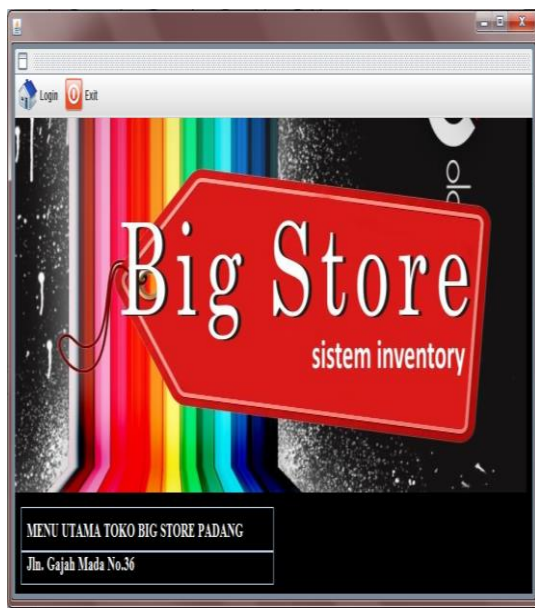 Login Exit
Big Store
sistem inventory
MENU UTAMA TOKO BIG STORE PADANG
Jln. Gajah Mada No.36